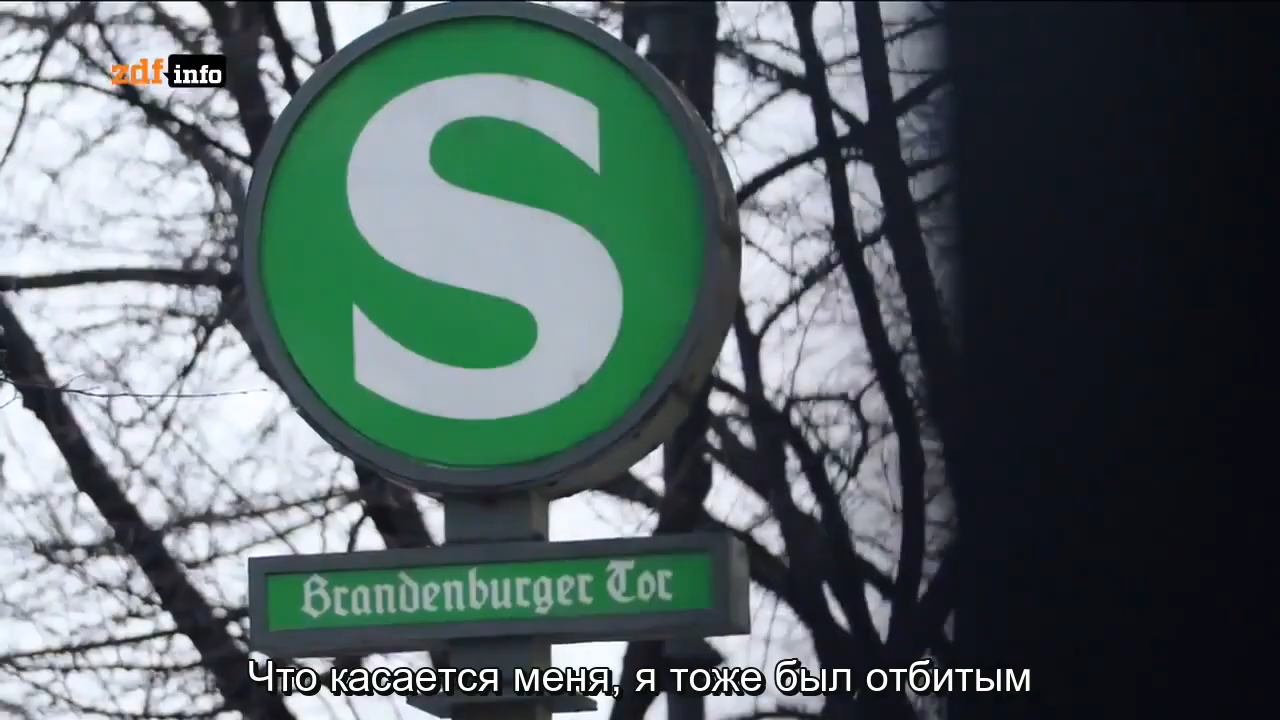 zdf info
S
Brandenburger Tor
Что касается меня, я тоже был отбитым